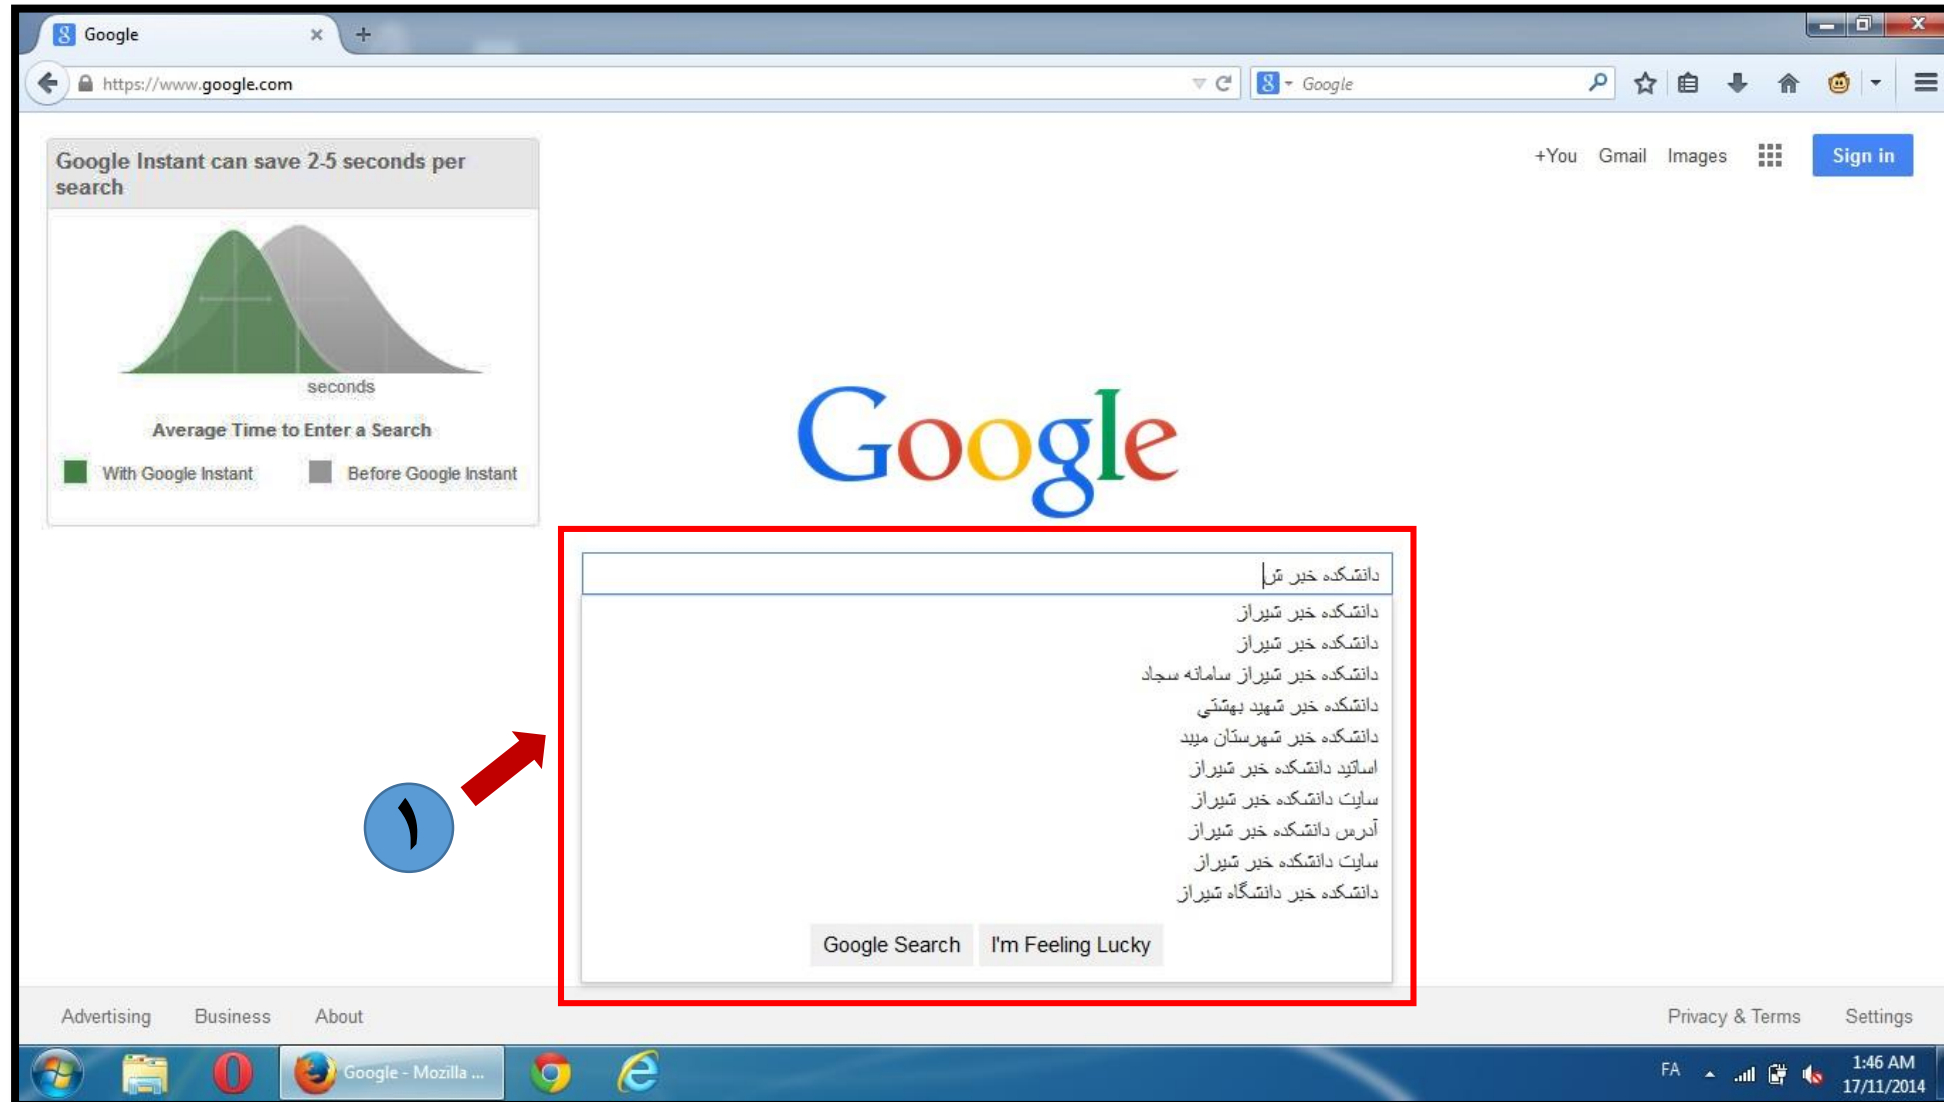 Google
https://www.google.com
Google
Google Instant can save 2-5 seconds per
search
seconds
Average Time to Enter a Search
With Google Instant
Before Google Instant
+You
Gmail
Images
Sign in
Google
دانشکده خبر ش
دانشکده خبر شیراز
دانشکده خبر شیراز
دانشکده خبر شیراز سامانه سجاد
دانشکده خبر شهید بهشتي
دانشکده خبر شهرستان میبد
اساتید دانشکده خبر شیراز
سایت دانشکده خبر شیراز
آدرس دانشکده خبر شیراز
سایت دانشکده خبر شیراز
دانشکده خبر دانشگاه شیراز
Google Search
I'm Feeling Lucky
۱
Advertising
Business
About
Privacy & Terms
Settings
Google - Mozilla ...
FA
1:46 AM
17/11/2014